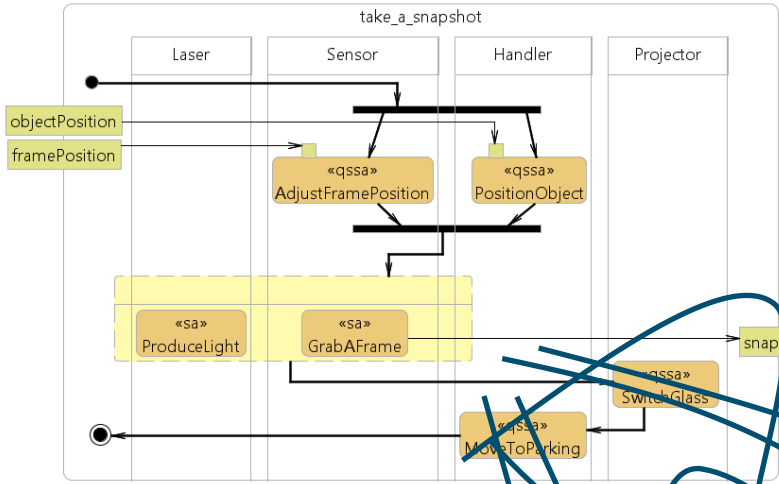 take_a_snapshot
Laser
Sensor
Handler
Projector
objectPosition
framePosition
«qssa»
AdjustFramePosition
«qssa»
PositionObject
«sa»
ProduceLight
«sa»
GrabAFrame
snap
«qssa»
SwitchGlass
«qssa»
MoveToParking